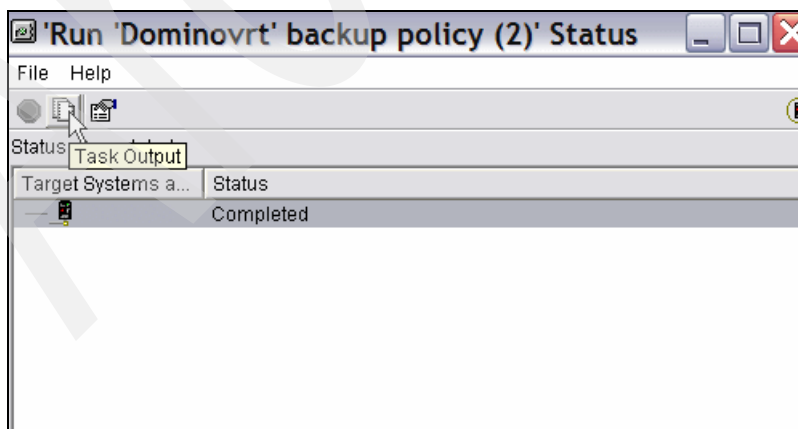 'Run 'Dominovrt' backup policy (2)' Status
File Help
Status
Task Output
Target Systems a... Status
Completed